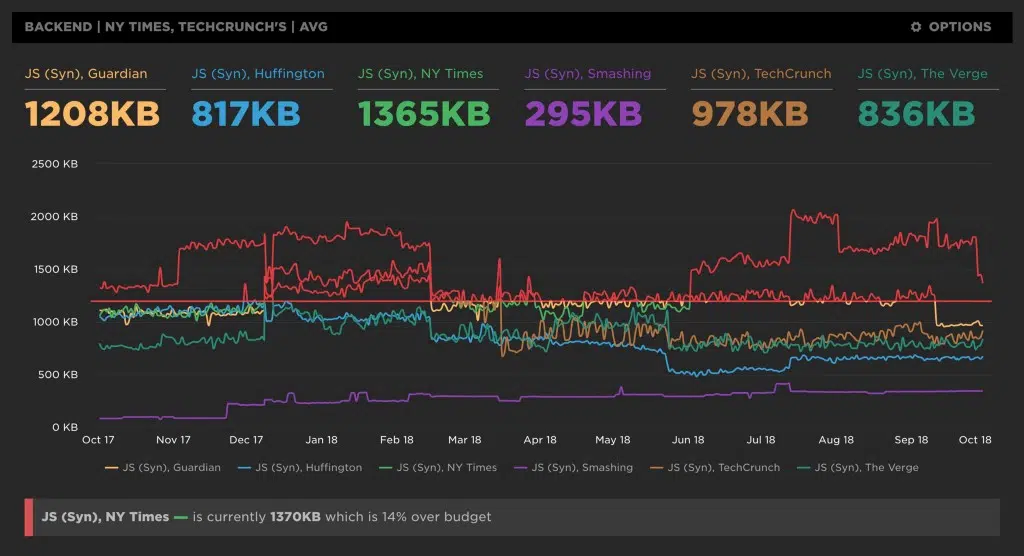 BACKEND | NY TIMES, TECHCRUNCH'S | AVG
OPTIONS
JS (Syn), Guardian
JS (Syn), Huffington
JS (Syn), NY Times
JS (Syn), Smashing
JS (Syn), TechCrunch
JS (Syn), The Verge
1208KB
817KB
1365KB
295KB
978KB
836KB
2500 KB
2000 KB
1500 KB
1000 KB
500 KB
0 KB
Oct 17
Nov 17
Dec 17
Jan 18
Feb 18
Mar 18
Apr 18
May 18
Jun 18
Jul 18
Aug 18
Sep 18
Oct 18
JS (Syn), Guardian
JS (Syn), Huffington
JS (Syn), NY Times
JS (Syn), Smashing
JS (Syn), TechCrunch
JS (Syn), The Verge
JS (Syn), NY Times — is currently 1370KB which is 14% over budget